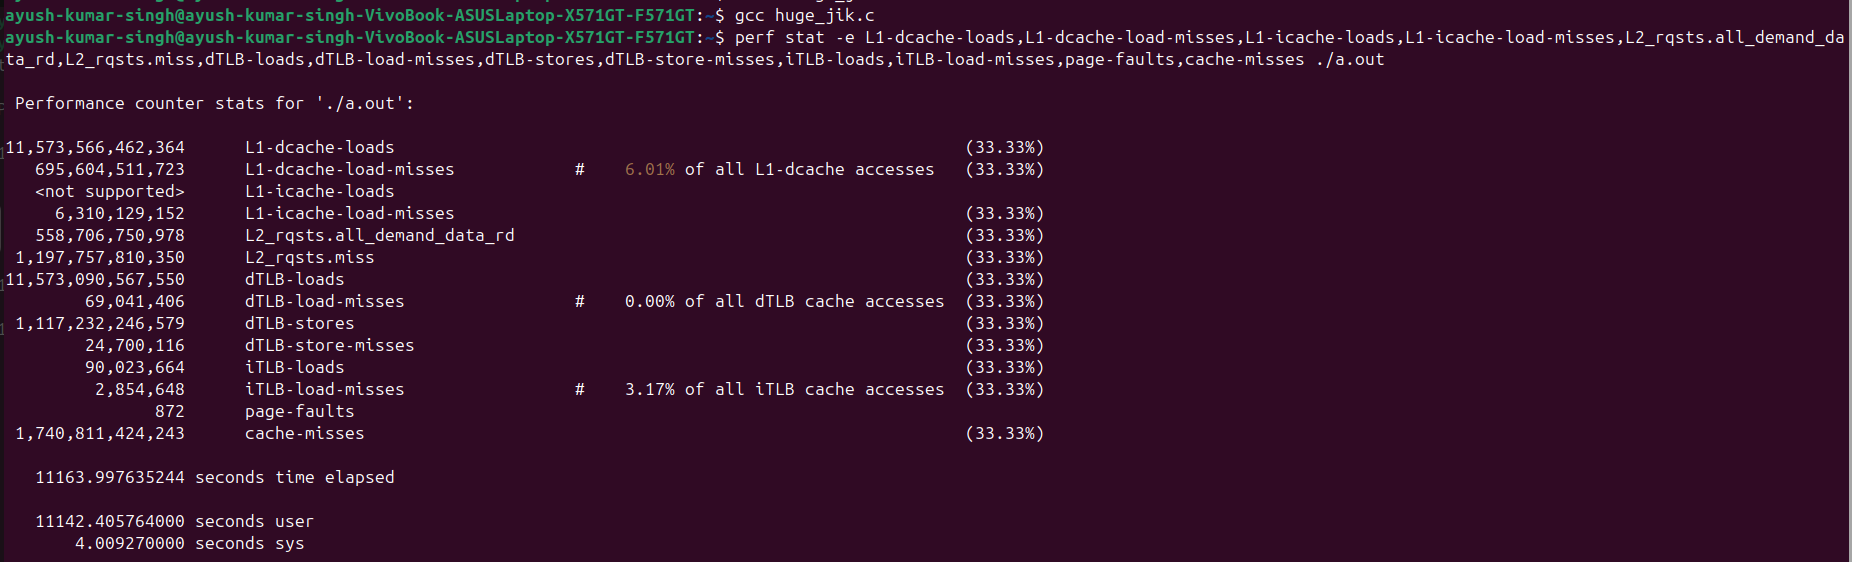 ayush-kumar-singh@ayush-kumar-singh-VivoBook-ASUSLaptop-X571GT-F571GT:~$ gcc huge_jik.c
ayush-kumar-singh@ayush-kumar-singh-VivoBook-ASUSLaptop-X571GT-F571GT:~$ perf stat -e L1-dcache-loads,L1-dcache-load-misses,L1-icache-loads,L1-icache-load-misses,L2_rqsts.all_demand_da
ta_rd,L2_rqsts.miss,dTLB-loads,dTLB-load-misses,dTLB-stores,dTLB-store-misses,iTLB-loads,iTLB-load-misses,page-faults,cache-misses ./a.out
Performance counter stats for './a.out':
11,573,566,462,364 L1-dcache-loads (33.33%)
695,604,511,723 L1-dcache-load-misses # 6.01% of all L1-dcache accesses (33.33%)
<not supported> L1-icache-loads
6,310,129,152 L1-icache-load-misses (33.33%)
558,706,750,978 L2_rqsts.all_demand_data_rd (33.33%)
1,197,757,810,350 L2_rqsts.miss (33.33%)
11,573,090,567,550 dTLB-loads (33.33%)
69,041,406 dTLB-load-misses # 0.00% of all dTLB cache accesses (33.33%)
1,117,232,246,579 dTLB-stores (33.33%)
24,700,116 dTLB-store-misses (33.33%)
90,023,664 iTLB-loads (33.33%)
2,854,648 iTLB-load-misses # 3.17% of all iTLB cache accesses (33.33%)
872 page-faults
1,740,811,424,243 cache-misses (33.33%)
11163.997635244 seconds time elapsed
11142.405764000 seconds user
4.009270000 seconds sys